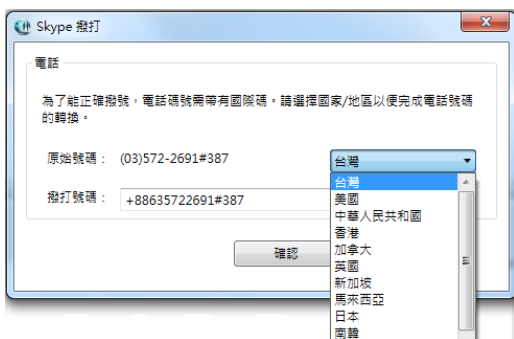 Skype 撥打
電話
為了能正確撥號，電話碼號需帶有國際碼。請選擇國家/地區以便完成電話號碼
的轉換。
原始號碼： (03)572-2691#387 台灣
撥打號碼： +88635722691#387
台灣
美國
中華人民共和國
香港
加拿大
英國
新加坡
馬來西亞
日本
南韓
確認